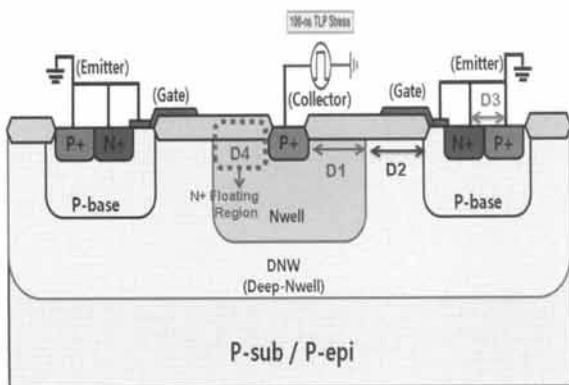 100-ns TLP Stress
(Emitter)
(Emitter)
(Gate)
(Collector)
(Gate)
D3
P+
N+
D4
P+
D1
D2
N+
P+
N+ Floating
Region
P-base
Nwell
P-base
DNW
(Deep-Nwell)
P-sub / P-epi